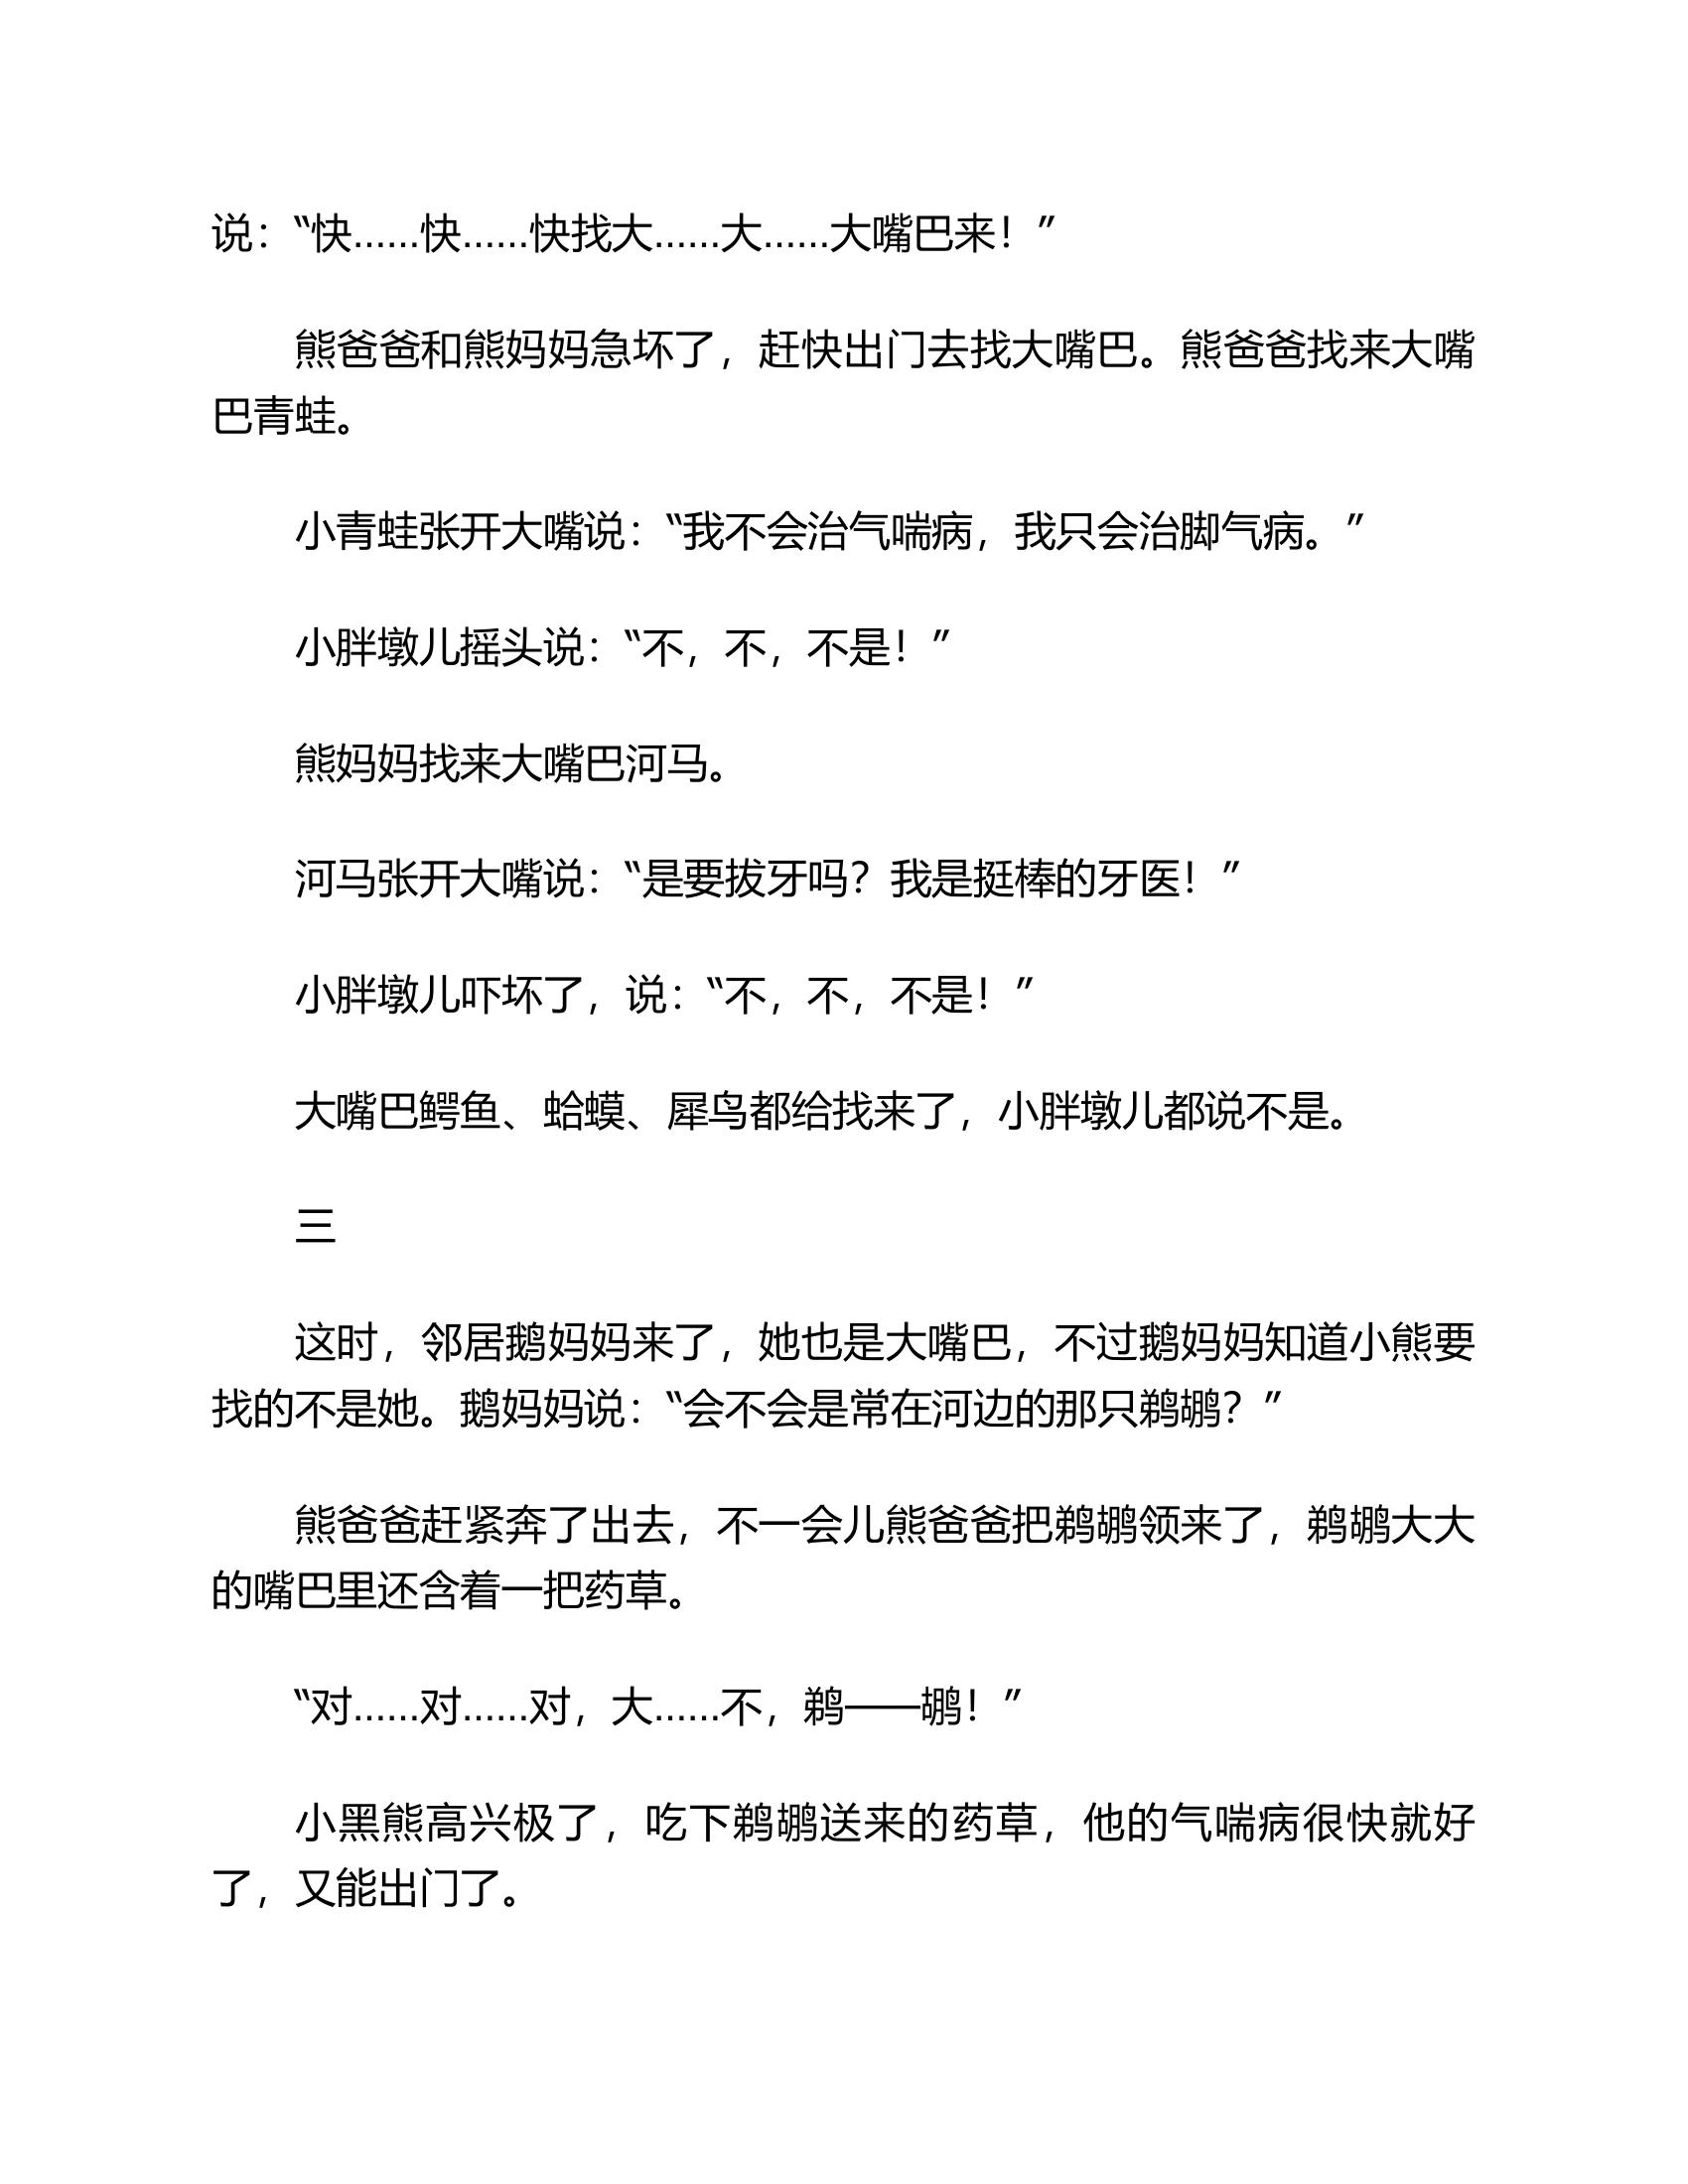 说：“快……快……快找大……大……大嘴巴来！”
熊爸爸和熊妈妈急坏了，赶快出门去找大嘴巴。熊爸爸找来大嘴
巴青蛙。
小青蛙张开大嘴说：“我不会治气喘病，我只会治脚气病。”
小胖墩儿摇头说：“不，不，不是！”
熊妈妈找来大嘴巴河马。
河马张开大嘴说：“是要拔牙吗？我是挺棒的牙医！”
小胖墩儿吓坏了，说：“不，不，不是！”
大嘴巴鳄鱼、蛤蟆、犀鸟都给找来了，小胖墩儿都说不是。
三
这时，邻居鹅妈妈来了，她也是大嘴巴，不过鹅妈妈知道小熊要
找的不是她。鹅妈妈说：“会不会是常在河边的那只鹈鹕？”
熊爸爸赶紧奔了出去，不一会儿熊爸爸把鹈鹕领来了，鹈鹕大大
的嘴巴里还含着一把药草。
“对……对……对，大……不，鹈——鹕！”
小黑熊高兴极了，吃下鹈鹕送来的药草，他的气喘病很快就好
了，又能出门了。